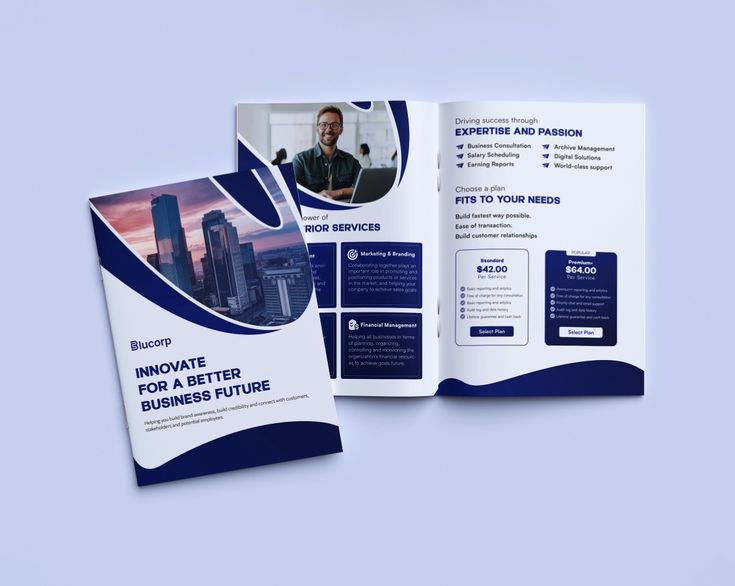 Blucorp
INNOVATE
FOR A BETTER
BUSINESS FUTURE
Helping you build brand awareness, build credibility and connect with customers,
stakeholders and potential employees.
ower of
RIOR SERVICES
Marketing & Branding
Collaborating together plays an
important role in promoting and
positioning products or services
in the market, and helping your
company to achieve sales goals
Financial Management
Helping all businesses in terms
of planning, organizing,
controlling and monitoring the
organization's financial resourc-
es to achieve goals future.
Driving success through
EXPERTISE AND PASSION
Business Consultation
Salary Scheduling
Earning Reports
Archive Management
Digital Solutions
World-class support
Choose a plan
FITS TO YOUR NEEDS
Build fastest way possible.
Ease of transaction.
Build customer relationships
Standard
$42.00
Per Service
Basic reporting and anlytics
Free of charge for any consultation
Basic reporting and anlytics
Audit log and data history
Lifetime guarantee and cash back
Select Plan
POPULAR
Premium+
$64.00
Per Service
Premium+ reporting and anlytics
Free of charge for any consultation
Priority chat and email support
Audit log and data history
Lifetime guarantee and cash back
Select Plan